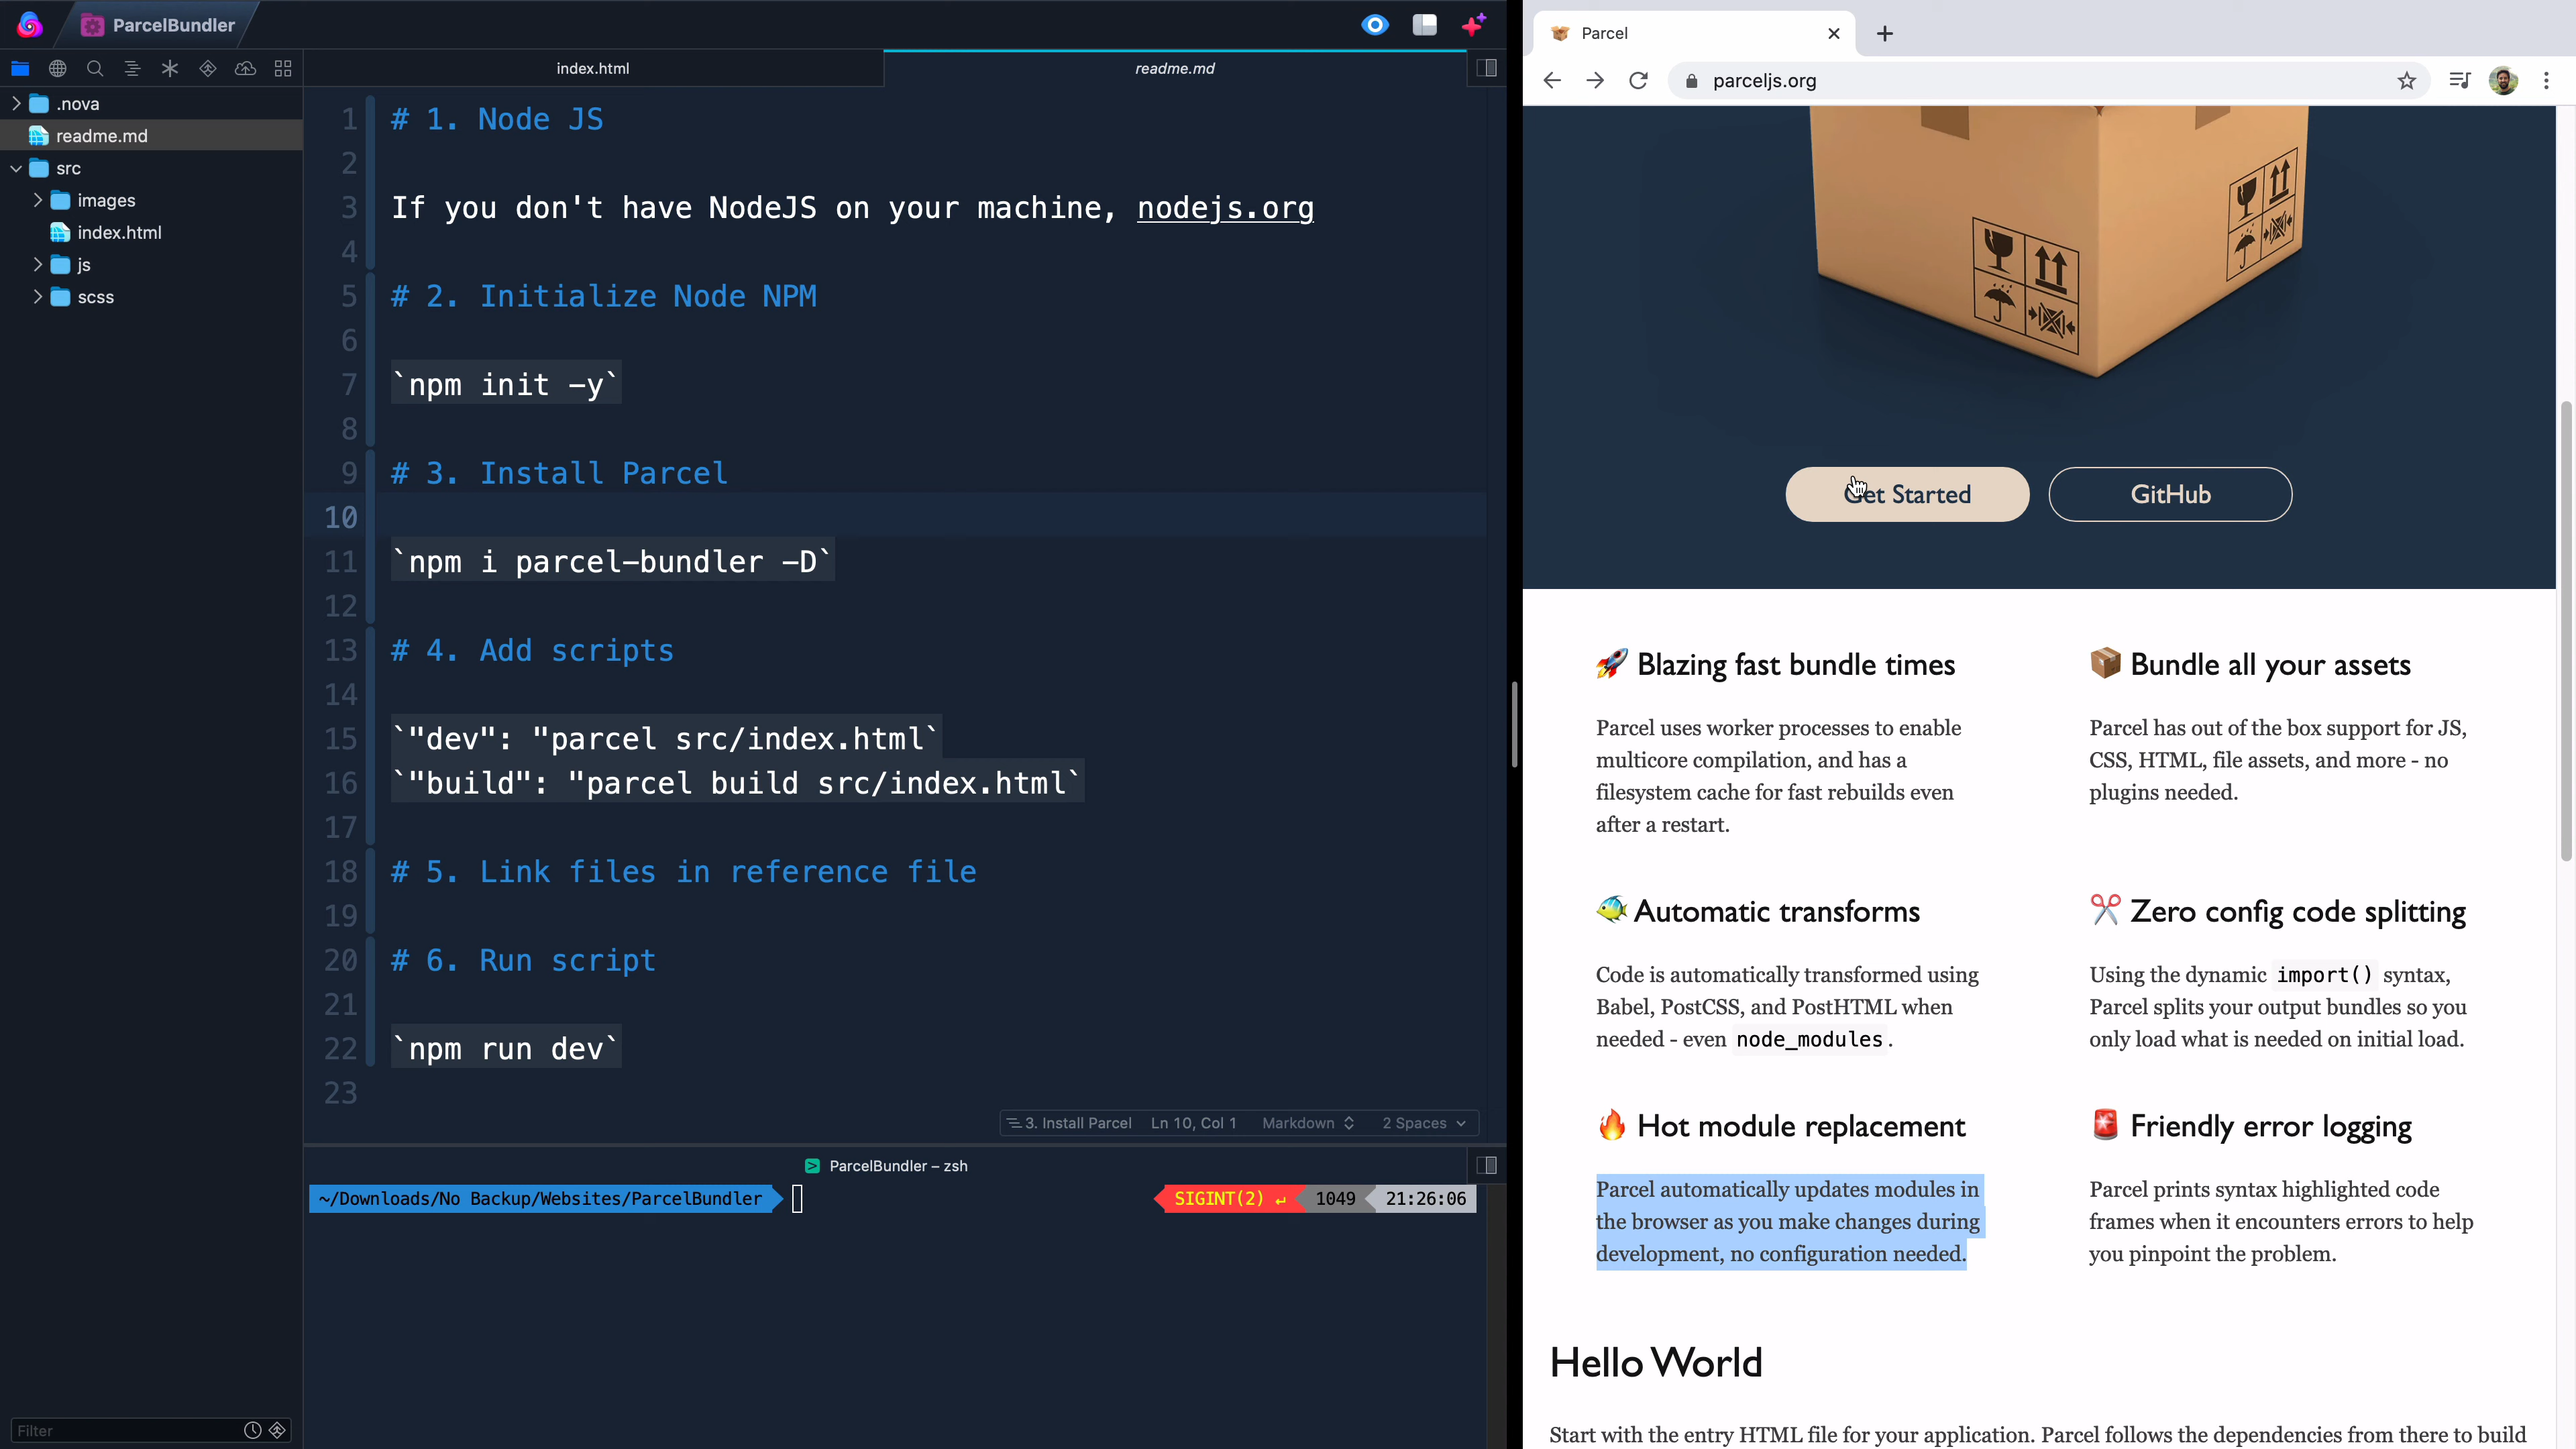 ParcelBundler
index.html
readme.md
.nova
readme.md
src
images
index.html
js
scss
Filter
1 # 1. Node JS
2
3 If you don't have NodeJS on your machine, nodejs.org
4
5 # 2. Initialize Node NPM
6
7 `npm init -y`
8
9 # 3. Install Parcel
10
11 `npm i parcel-bundler -D`
12
13 # 4. Add scripts
14
15 `"dev": "parcel src/index.html`
16 `"build": "parcel build src/index.html`
17
18 # 5. Link files in reference file
19
20 # 6. Run script
21
22 `npm run dev`
23
3. Install Parcel Ln 10, Col 1 Markdown 2 Spaces
ParcelBundler – zsh
~/Downloads/No Backup/Websites/ParcelBundler SIGINT(2) ↵ 1049 21:26:06
Parcel
parceljs.org
Get Started
GitHub
🚀 Blazing fast bundle times
Parcel uses worker processes to enable
multicore compilation, and has a
filesystem cache for fast rebuilds even
after a restart.
📦 Bundle all your assets
Parcel has out of the box support for JS,
CSS, HTML, file assets, and more - no
plugins needed.
🐠 Automatic transforms
Code is automatically transformed using
Babel, PostCSS, and PostHTML when
needed - even node_modules.
✂️ Zero config code splitting
Using the dynamic import() syntax,
Parcel splits your output bundles so you
only load what is needed on initial load.
🔥 Hot module replacement
Parcel automatically updates modules in
the browser as you make changes during
development, no configuration needed.
🚨 Friendly error logging
Parcel prints syntax highlighted code
frames when it encounters errors to help
you pinpoint the problem.
Hello World
Start with the entry HTML file for your application. Parcel follows the dependencies from there to build